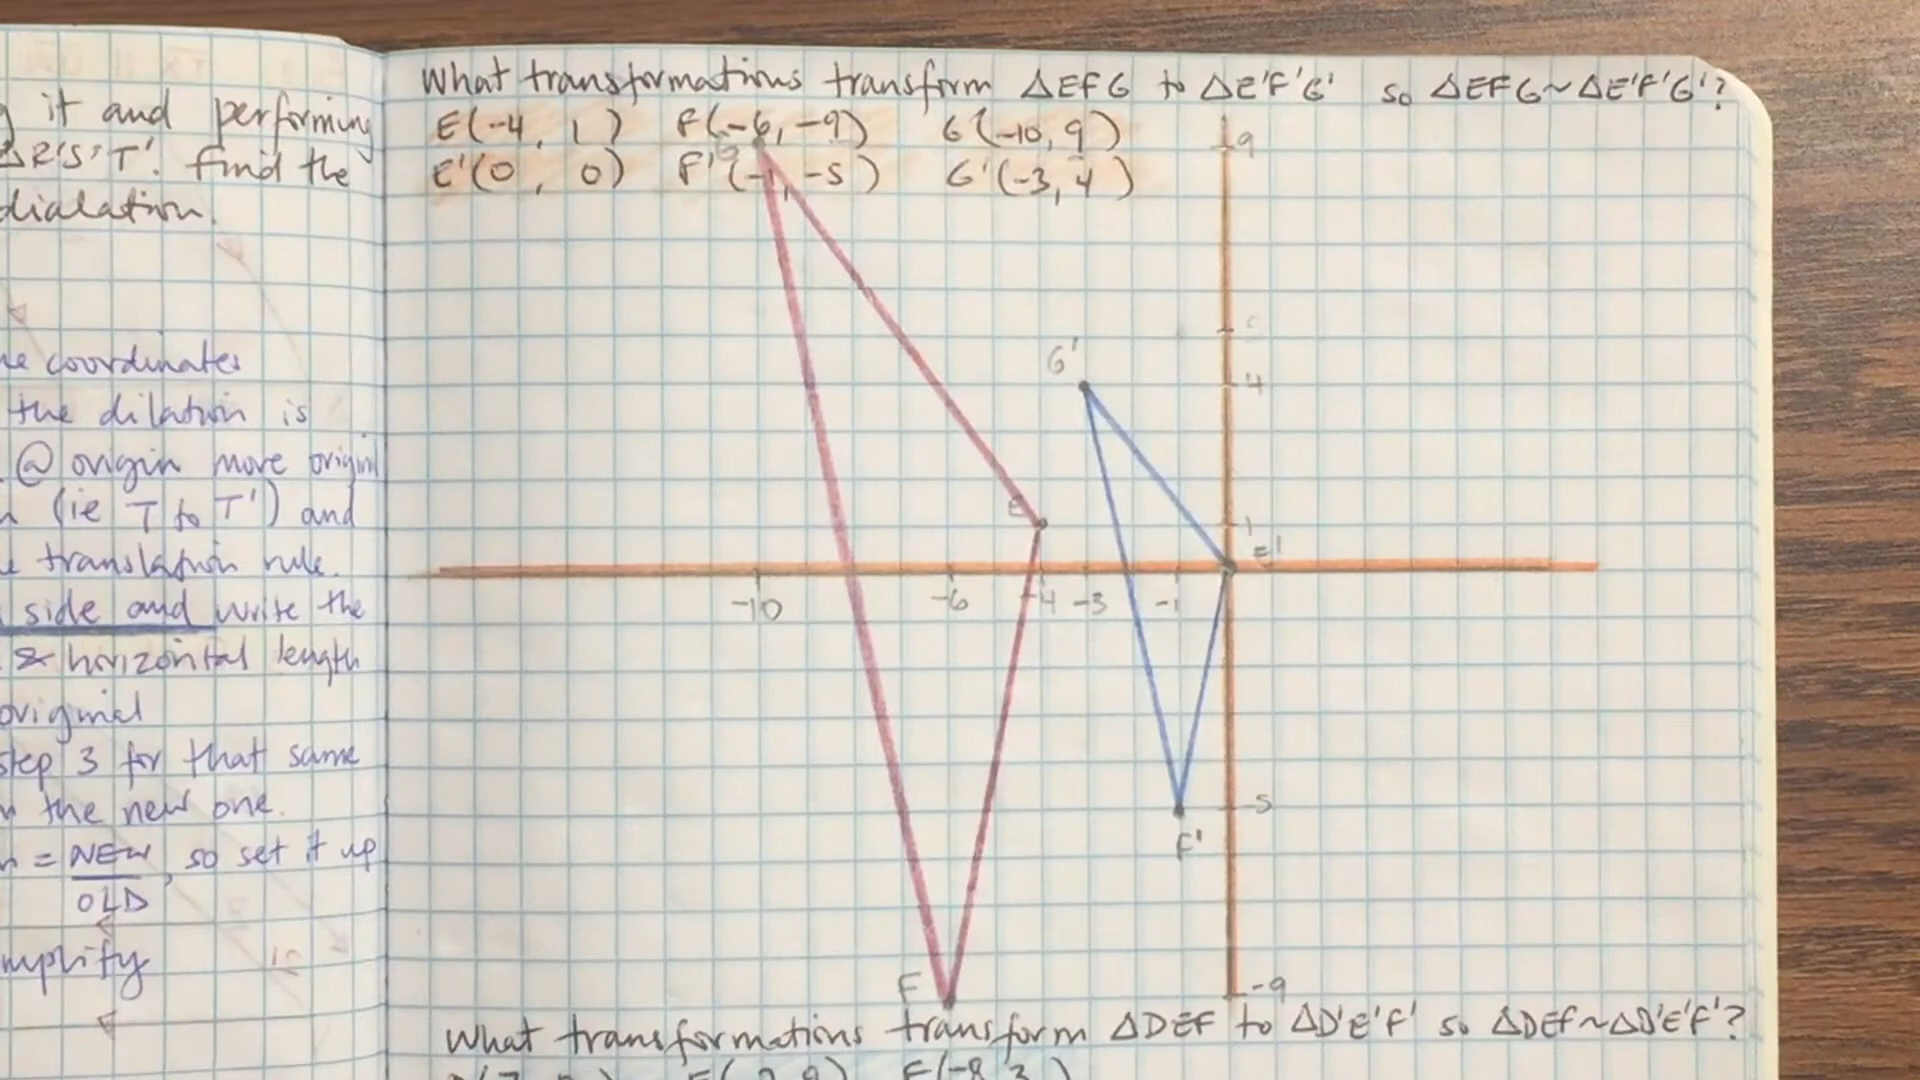 it and performing
ΔR'S'T'. Find the
dialation.
coordinates
the dilation is
@ origin move origin
(ie T to T') and
translation rule.
side and write the
& horizontal length
original
step 3 for that same
the new one.
= NEW, so set it up
OLD
What transformations transform ΔEFG to ΔE'F'G' so ΔEFG~ΔE'F'G'?
E(-4, 1) F(-6, -9) G(-10, 9)
E'(0, 0) F'(-1, -5) G'(-3, 4)
9
G'
4
E
1
E'
-10 -6 -4 -3 -1
-5
F'
F
-9
What transformations transform ΔDEF to ΔD'E'F' so ΔDEF~ΔD'E'F'?